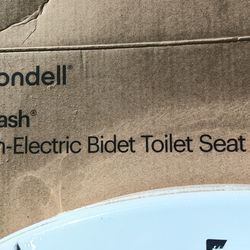 ondell®
ash®
n-Electric Bidet Toilet Seat